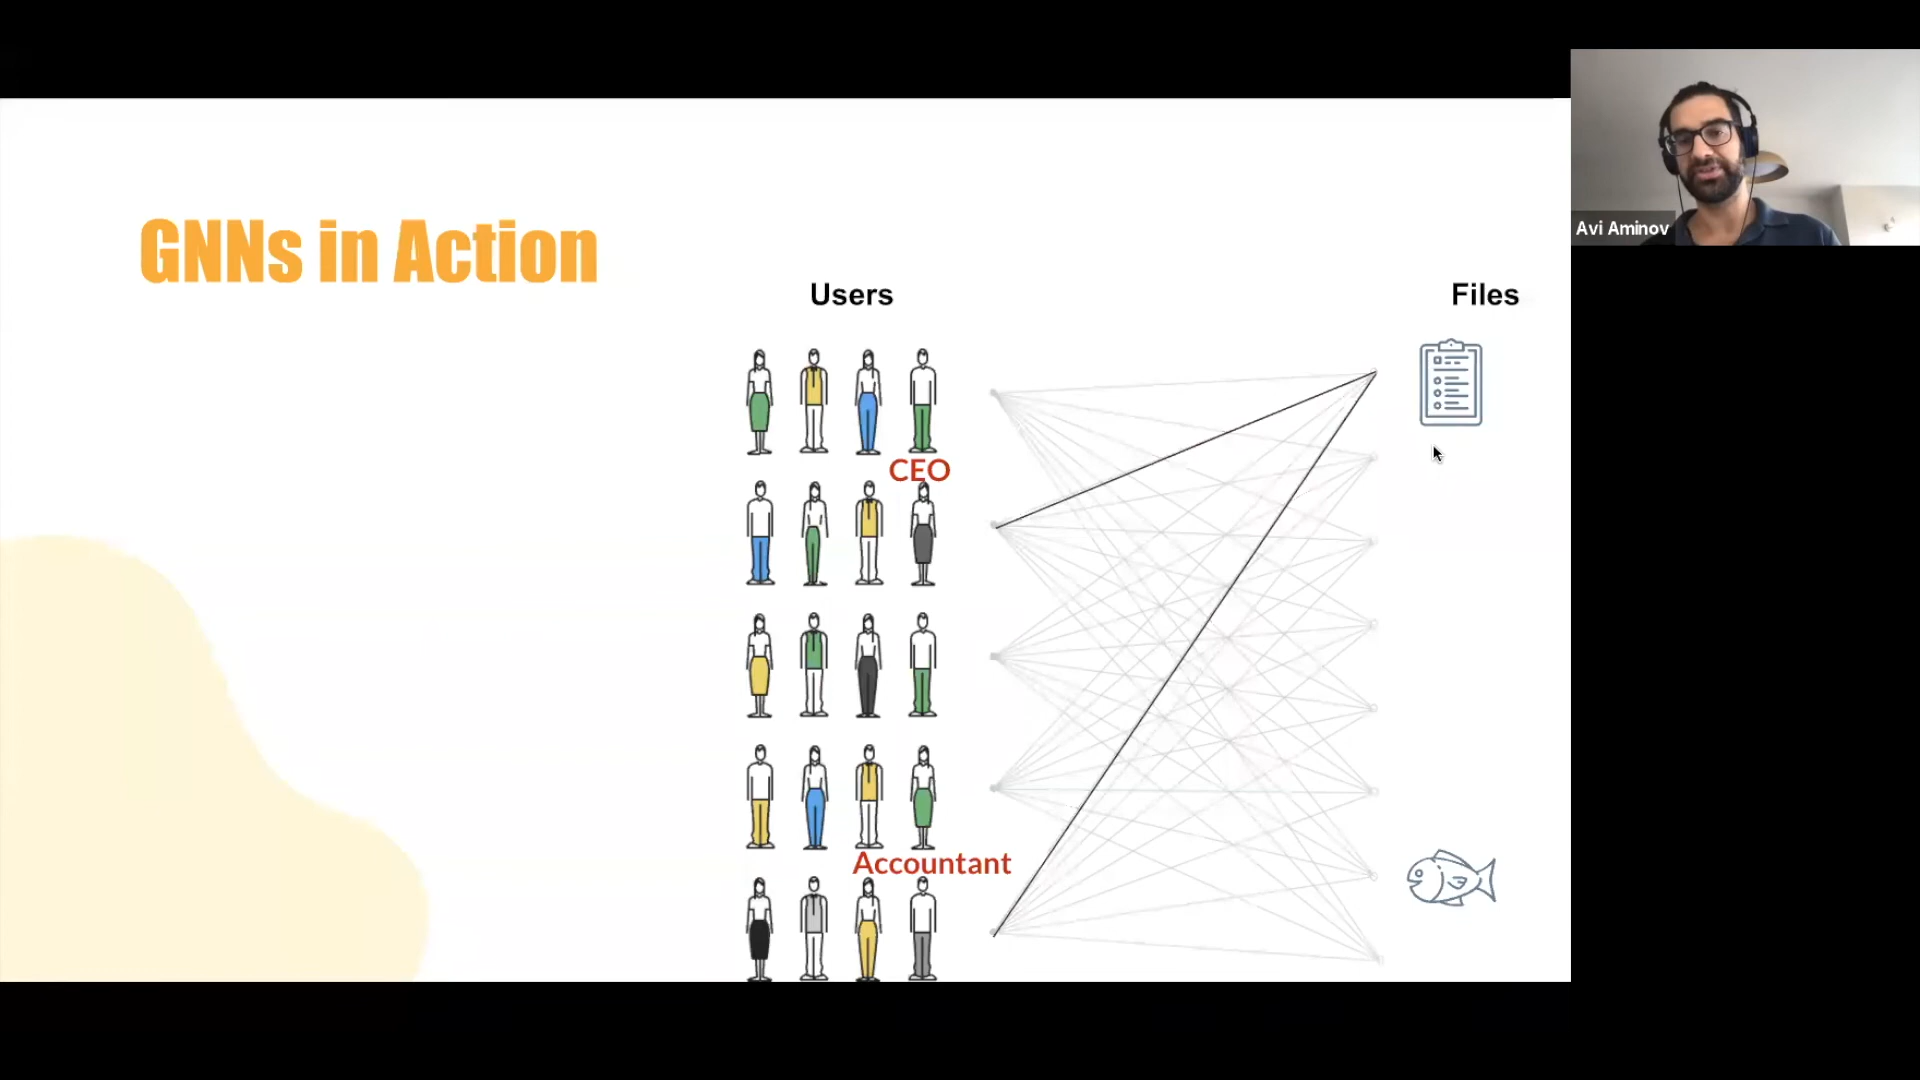 GNNs in Action
Users
Files
CEO
Accountant
Avi Aminov